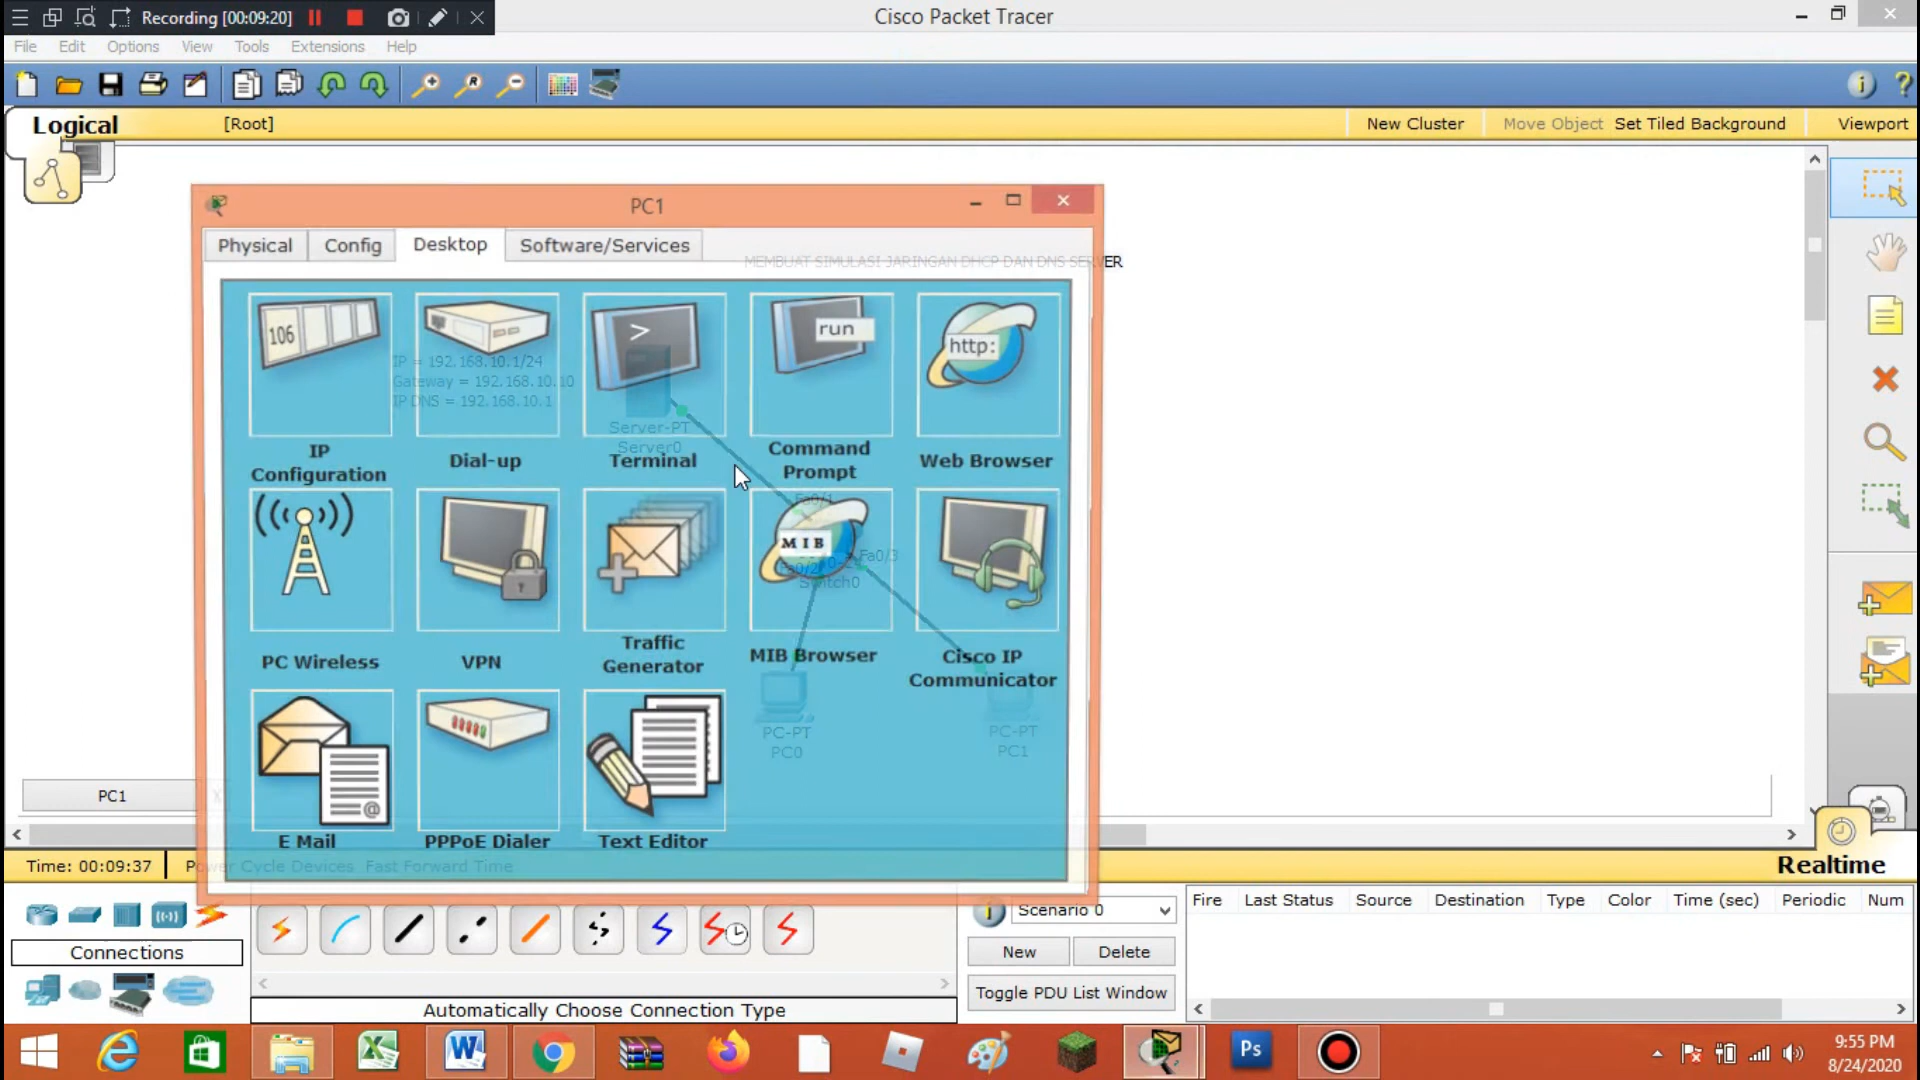 Recording [00:09:20]
Cisco Packet Tracer
File Edit Options View Tools Extensions Help
Logical
[Root]
New Cluster
Move Object
Set Tiled Background
Viewport
PC1
Physical
Config
Desktop
Software/Services
MEMBUAT SIMULASI JARINGAN DHCP DAN DNS SERVER
106
>
run
http:
IP = 192.168.10.1/24
Gateway = 192.168.10.10
IP DNS = 192.168.10.1
Server-PT
Server0
IP Configuration
Dial-up
Terminal
Command Prompt
Web Browser
Fa0/1
MIB
Fa0/3
Fa0/2
Switch0
PC Wireless
VPN
Traffic Generator
MIB Browser
Cisco IP Communicator
PC-PT
PC0
PC-PT
PC1
E Mail
PPPoE Dialer
Text Editor
PC1
Time: 00:09:37
Power Cycle Devices Fast Forward Time
Realtime
Connections
Automatically Choose Connection Type
Scenario 0
New
Delete
Toggle PDU List Window
Fire Last Status Source Destination Type Color Time (sec) Periodic Num
Ps
9:55 PM
8/24/2020